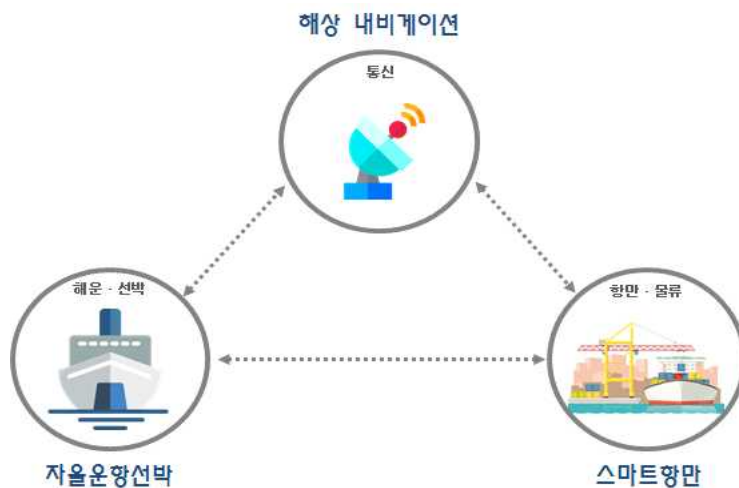 해상 내비게이션
통신
해운 · 선박
항만 · 물류
자율운항선박
스마트항만